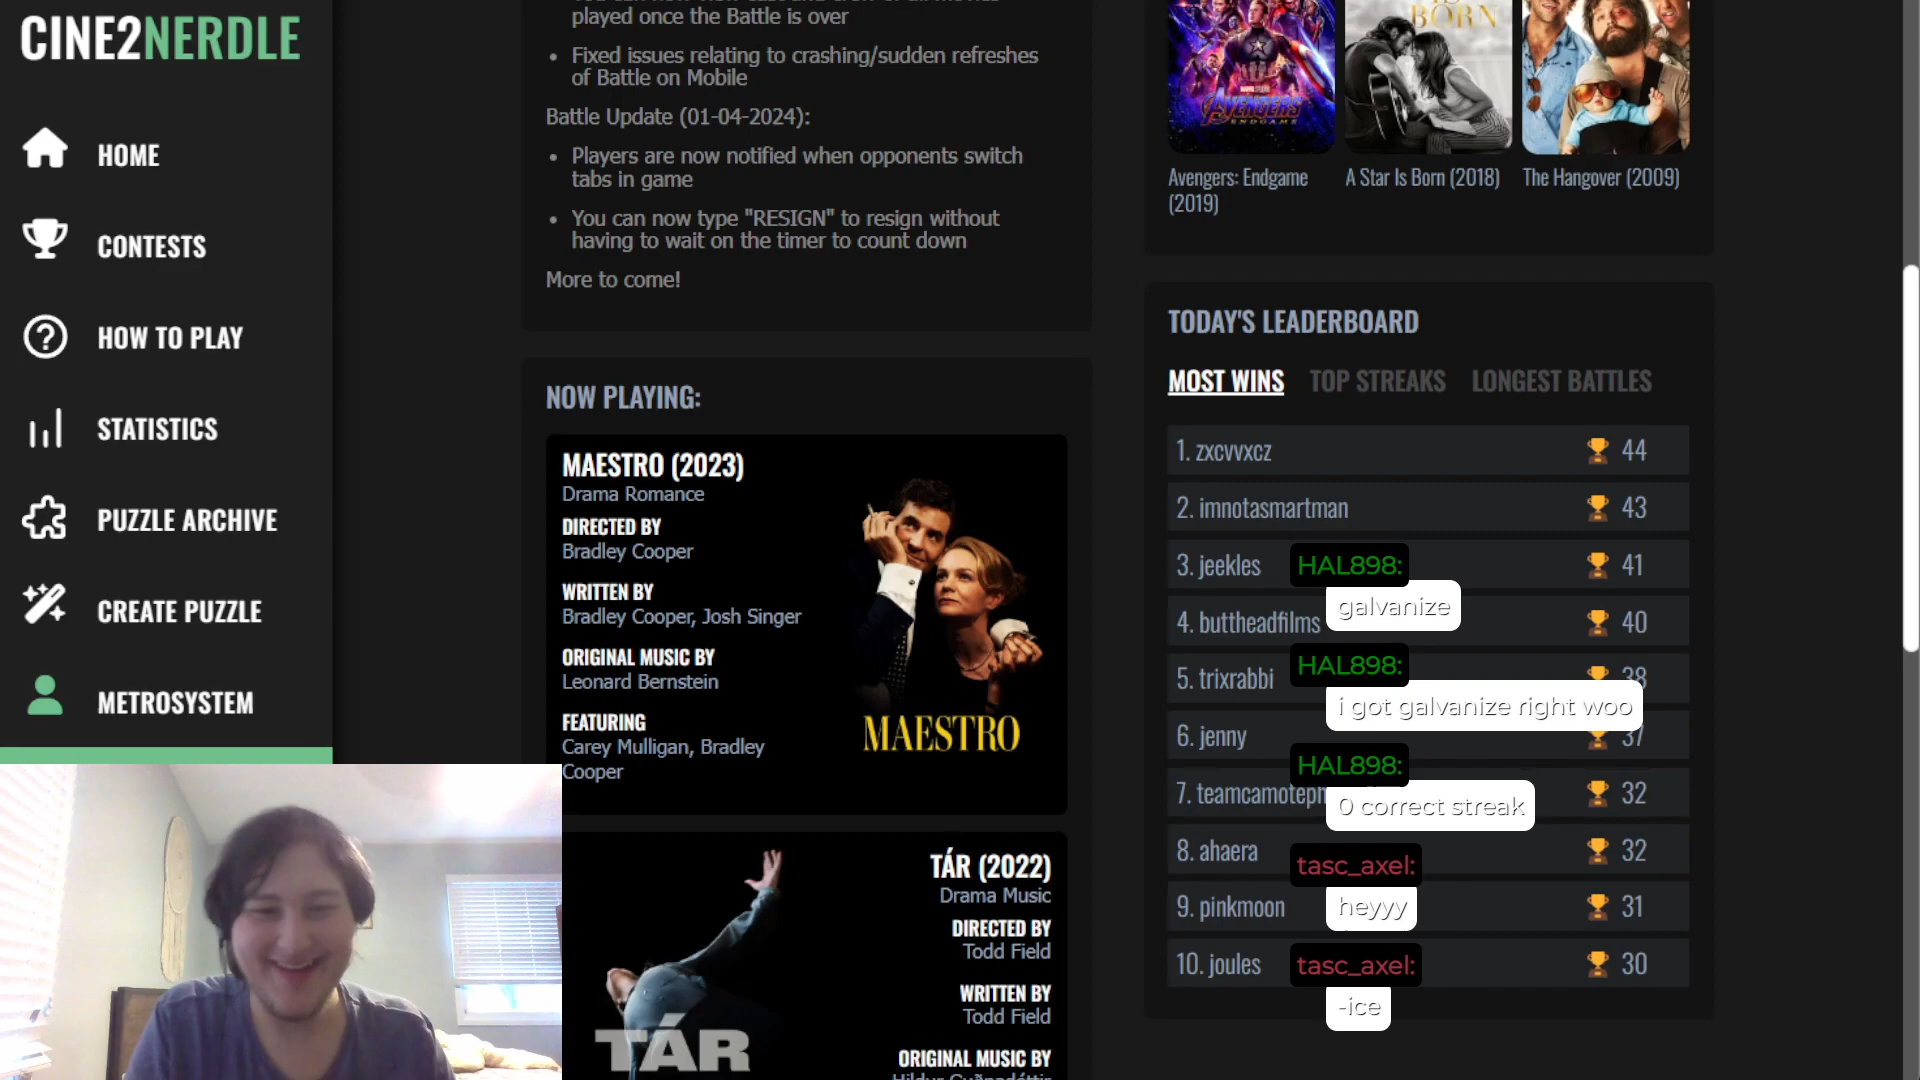 CINE2NERDLE
HOME
CONTESTS
HOW TO PLAY
STATISTICS
PUZZLE ARCHIVE
CREATE PUZZLE
METROSYSTEM
played once the Battle is over
• Fixed issues relating to crashing/sudden refreshes
of Battle on Mobile
Battle Update (01-04-2024):
• Players are now notified when opponents switch
tabs in game
• You can now type "RESIGN" to resign without
having to wait on the timer to count down
More to come!
NOW PLAYING:
MAESTRO (2023)
Drama Romance
DIRECTED BY
Bradley Cooper
WRITTEN BY
Bradley Cooper, Josh Singer
ORIGINAL MUSIC BY
Leonard Bernstein
FEATURING
Carey Mulligan, Bradley
Cooper
MAESTRO
TÁR (2022)
Drama Music
DIRECTED BY
Todd Field
WRITTEN BY
Todd Field
ORIGINAL MUSIC BY
TÁR
AVENGERS
ENDGAME
BORN
Avengers: Endgame
(2019)
A Star Is Born (2018)
The Hangover (2009)
TODAY'S LEADERBOARD
MOST WINS TOP STREAKS LONGEST BATTLES
1. zxcvvxcz 44
2. imnotasmartman 43
3. jeekles 41
4. buttheadfilms 40
5. trixrabbi 38
6. jenny 37
7. 32
8. ahaera 32
9. pinkmoon 31
10. joules 30
HAL898:
galvanize
HAL898:
i got galvanize right woo
HAL898:
0 correct streak
tasc_axel:
heyyy
tasc_axel:
-ice